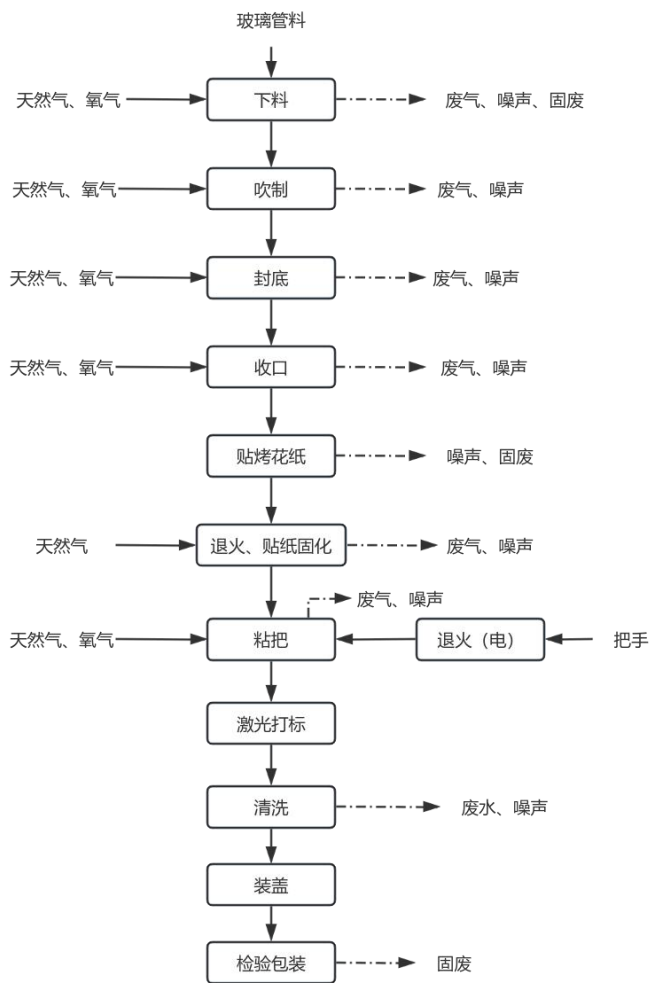 玻璃管料
天然气、氧气 下料 废气、噪声、固废
天然气、氧气 吹制 废气、噪声
天然气、氧气 封底 废气、噪声
天然气、氧气 收口 废气、噪声
贴烤花纸 噪声、固废
天然气 退火、贴纸固化 废气、噪声
废气、噪声
天然气、氧气 粘把 退火（电） 把手
激光打标
清洗 废水、噪声
装盖
检验包装 固废